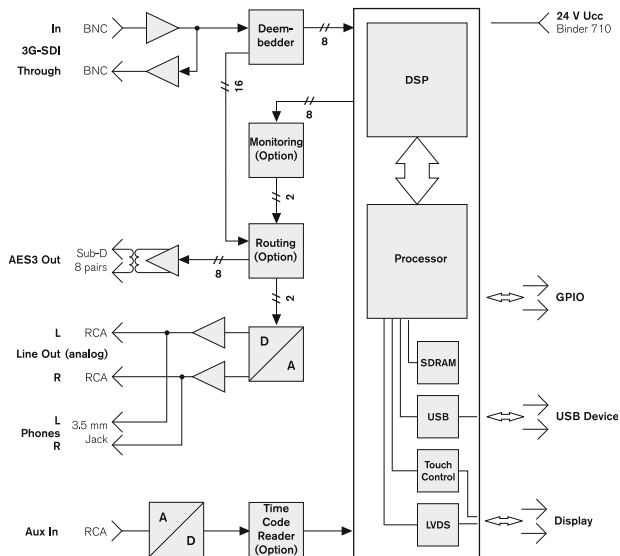 In BNC
3G-SDI
Through BNC
Deem-
bedder
8
16
8
DSP
24 V Ucc
Binder 710
Monitoring
(Option)
2
Routing
(Option)
8
2
AES3 Out
Sub-D
8 pairs
Processor
GPIO
L RCA
Line Out (analog)
R RCA
D
A
SDRAM
USB
USB Device
L
Phones
R
3.5 mm
Jack
Touch
Control
LVDS
Display
Aux In RCA
A
D
Time
Code
Reader
(Option)